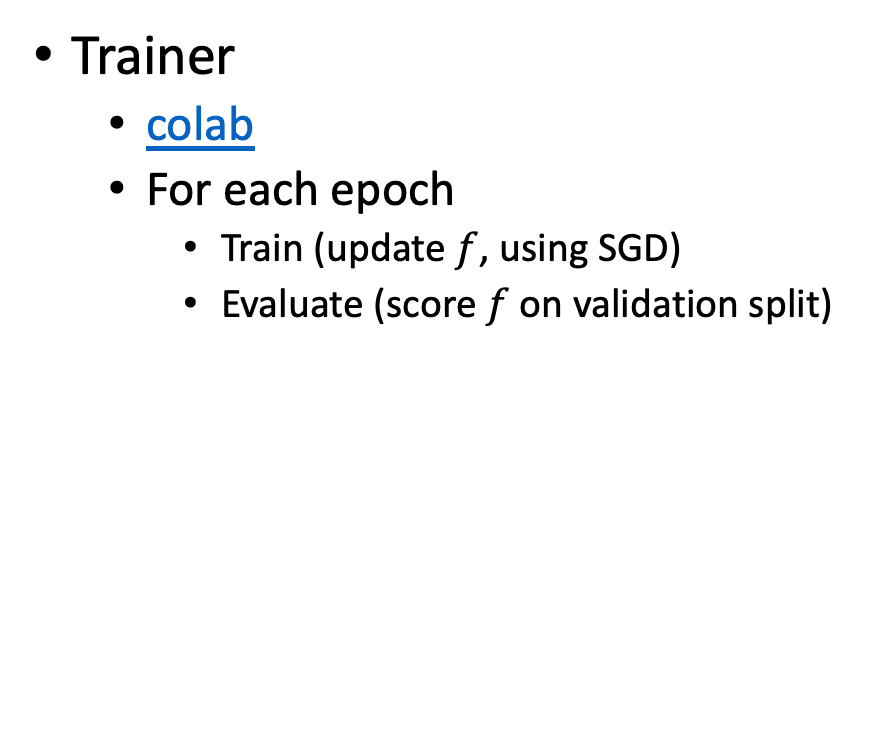 • Trainer
• colab
• For each epoch
• Train (update f, using SGD)
• Evaluate (score f on validation split)